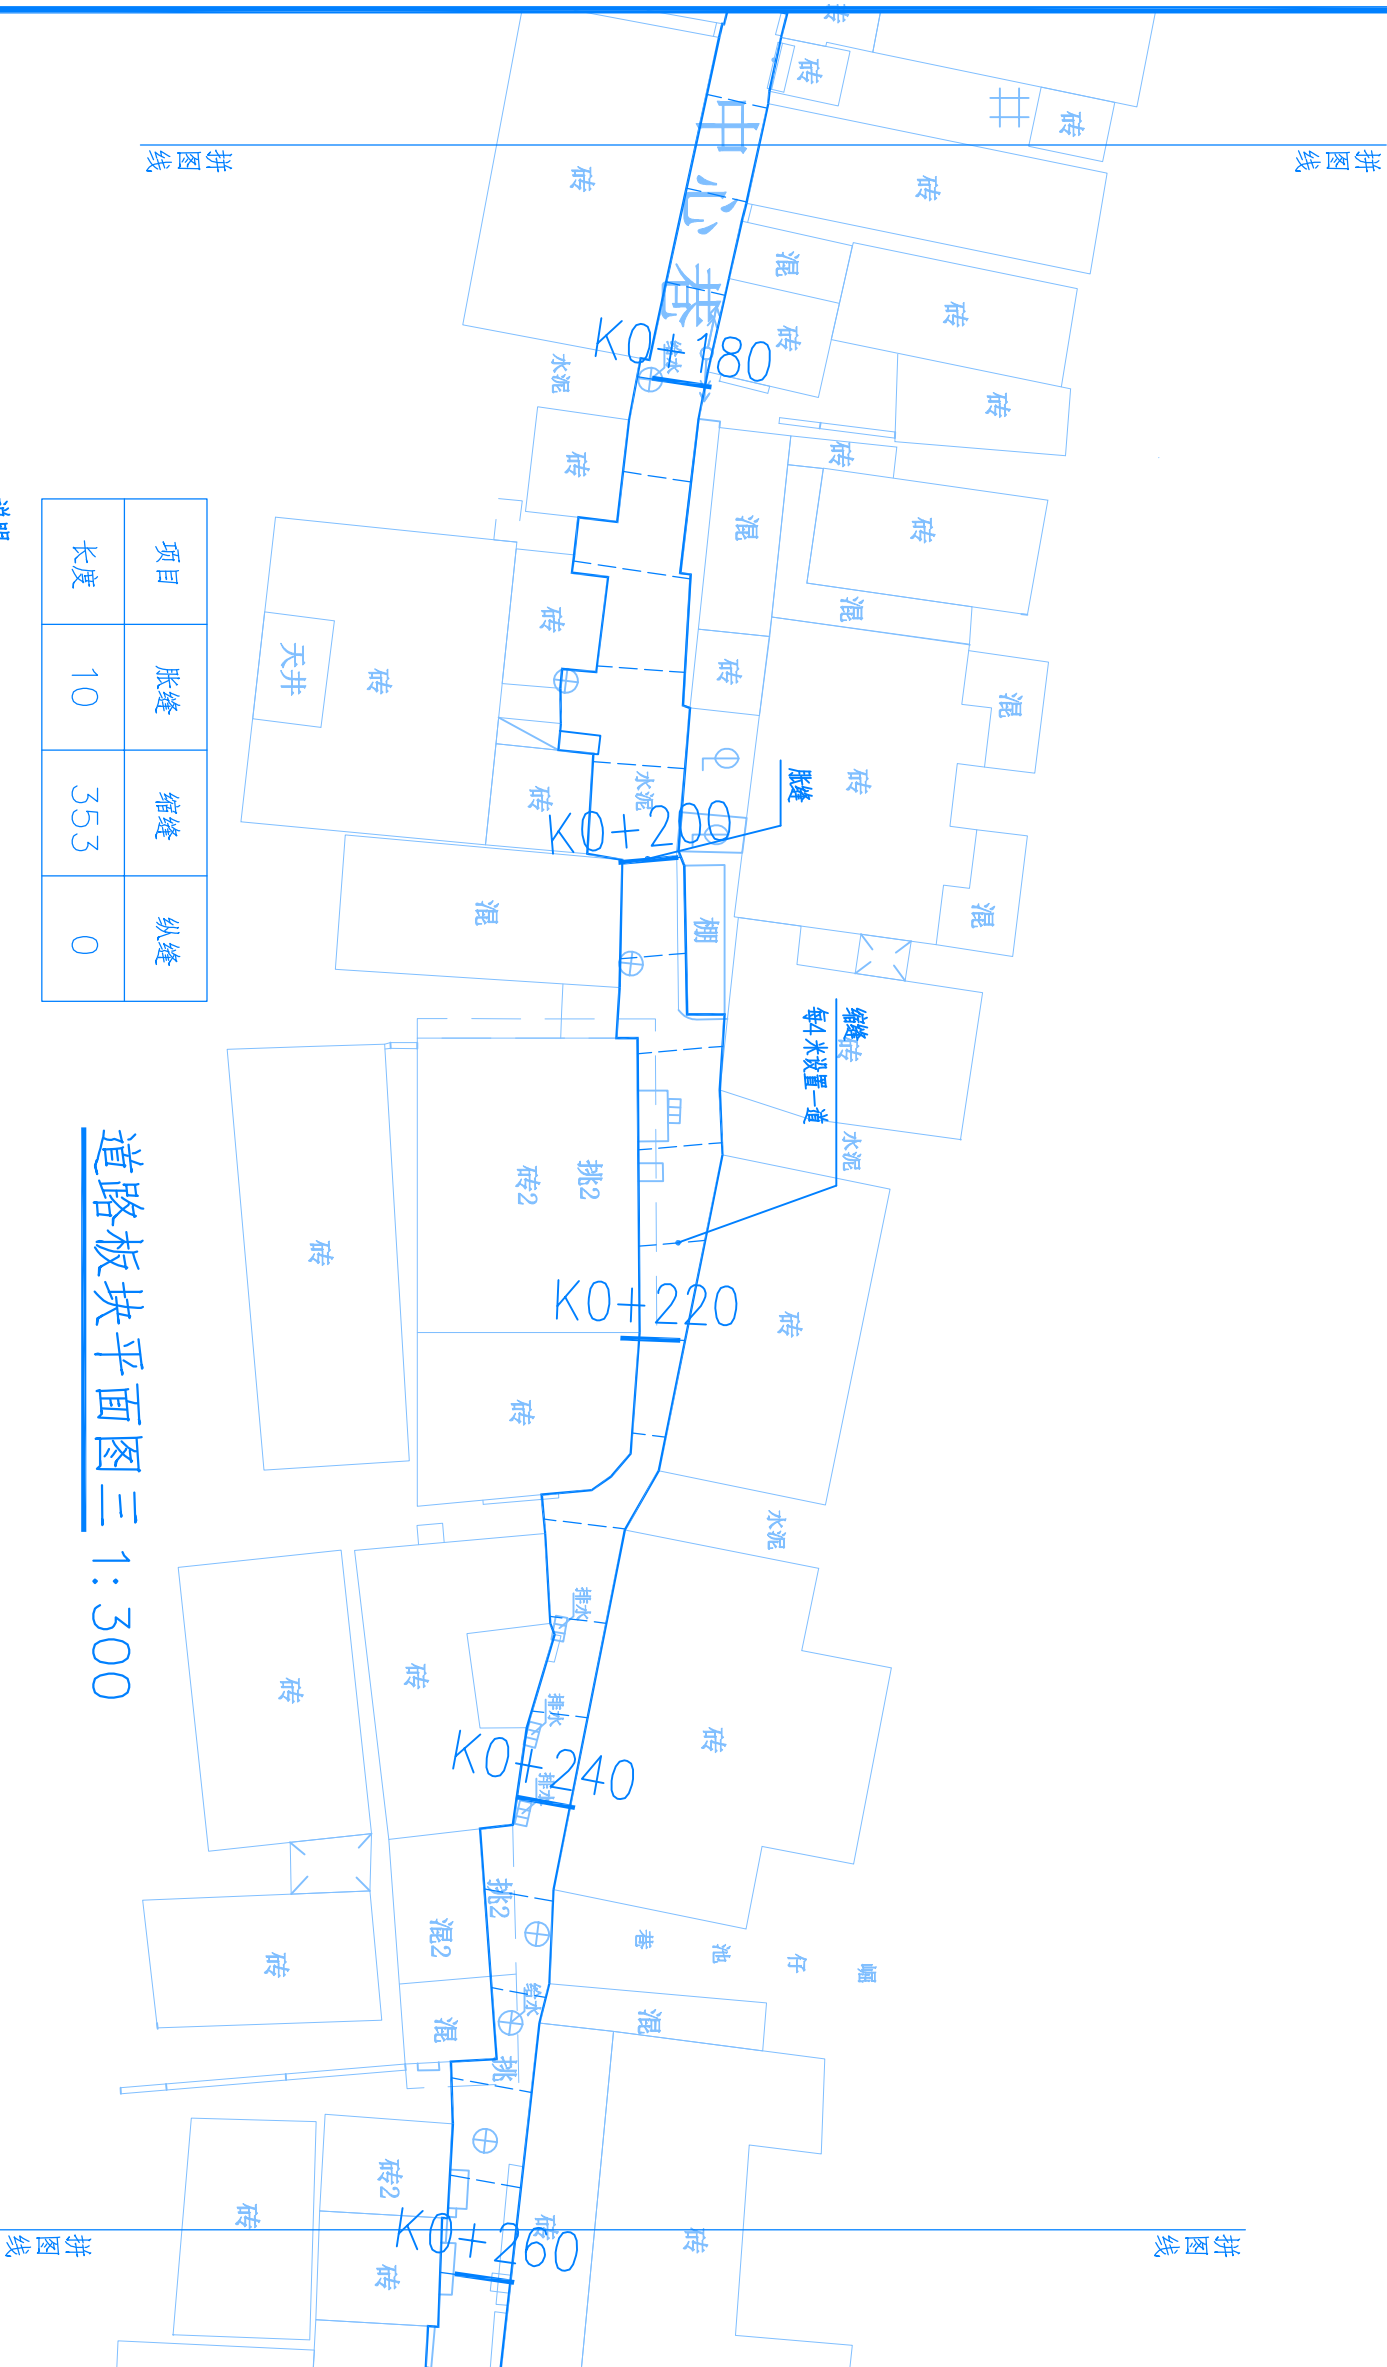 砖
砖
砖
中心巷
拼图线
拼图线
砖
砖
混
砖
砖
K0+180
给水
水泥
砖
砖
砖
混
砖
混
砖
砖
混
天井
砖
砖
水泥
砖
K0+200
胀缝
砖
混
混
棚
缩缝
每4米设置一道
砖
水泥
砖2
挑2
砖
K0+220
砖
砖
水泥
砖
砖
排水
排水
排水
砖
K0+240
挑2
混2
砖
巷
池
仔
给水
混
混
挑
砖2
砖
砖
砖
砖
K0+260
拼图线
拼图线
项目 胀缝 缩缝 纵缝
长度 10 353 0
道路板块平面图三 1:300